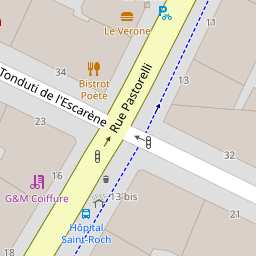 Le Verone
34
Bistrot
Poète
Rue Pastorelli
Tonduti de l'Escarène
23
13
32
16
21
G&M Coiffure
13 bis
11
18
Hôpital
Saint-Roch